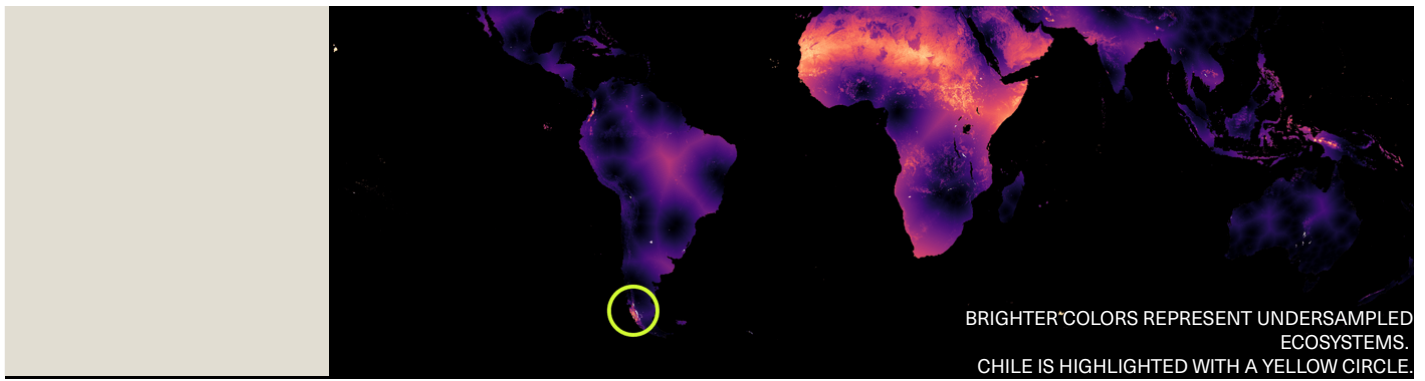 BRIGHTER COLORS REPRESENT UNDERSAMPLED
ECOSYSTEMS.
CHILE IS HIGHLIGHTED WITH A YELLOW CIRCLE.